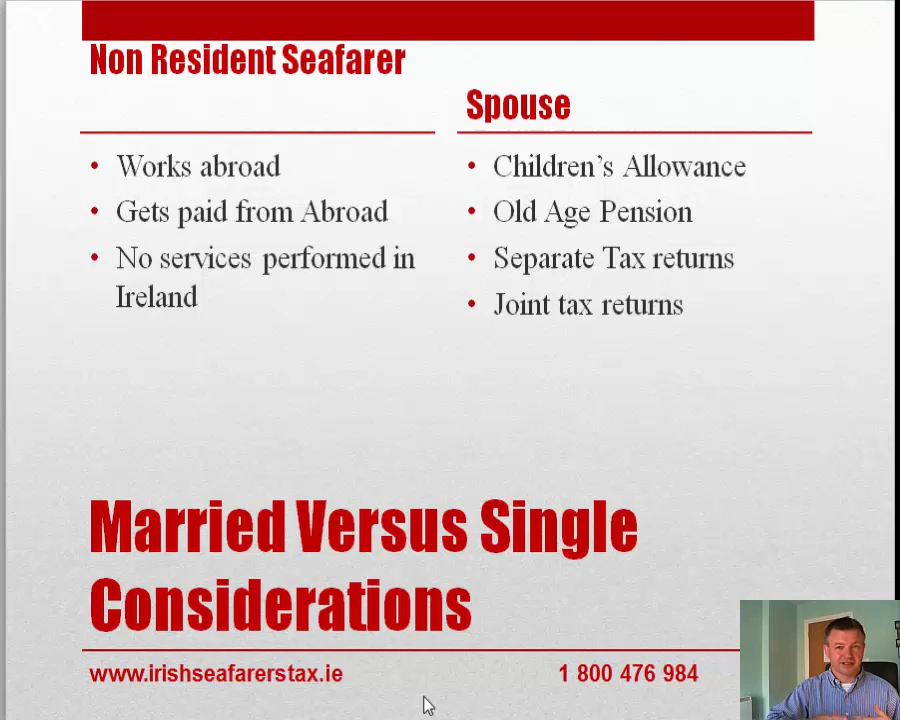 Non Resident Seafarer
• Works abroad
• Gets paid from Abroad
• No services performed in
Ireland
Spouse
• Children’s Allowance
• Old Age Pension
• Separate Tax returns
• Joint tax returns
Married Versus Single
Considerations
www.irishseafarerstax.ie
1 800 476 984